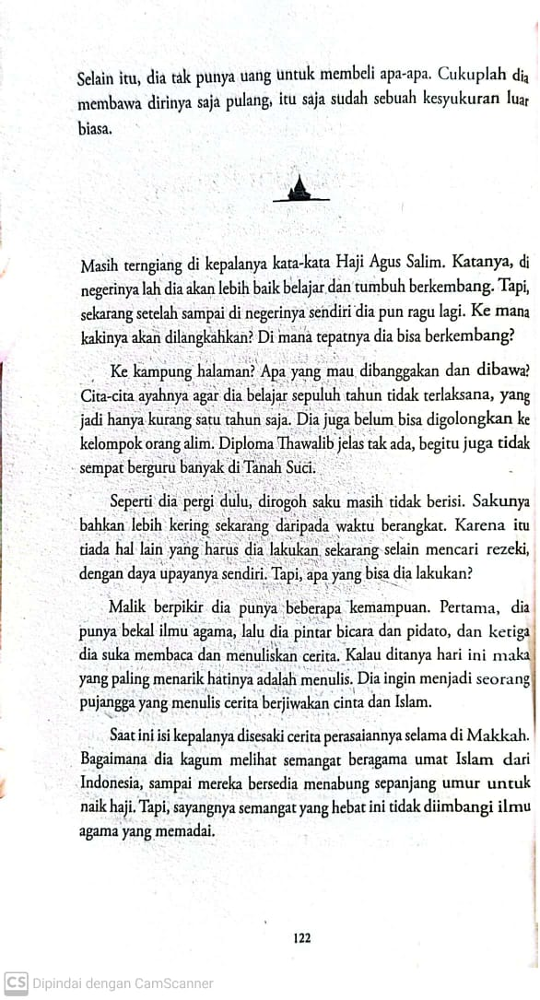 Selain itu, dia tak punya uang untuk membeli apa-apa. Cukuplah dia
membawa dirinya saja pulang, itu saja sudah sebuah kesyukuran luar
biasa.
Masih terngiang di kepalanya kata-kata Haji Agus Salim. Katanya, di
negerinya lah dia akan lebih baik belajar dan tumbuh berkembang. Tapi,
sekarang setelah sampai di negerinya sendiri dia pun ragu lagi. Ke mana
kakinya akan dilangkahkan? Di mana tepatnya dia bisa berkembang?
Ke kampung halaman? Apa yang mau dibanggakan dan dibawa?
Cita-cita ayahnya agar dia belajar sepuluh tahun tidak terlaksana, yang
jadi hanya kurang satu tahun saja. Dia juga belum bisa digolongkan ke
kelompok orang alim. Diploma Thawalib jelas tak ada, begitu juga tidak
sempat berguru banyak di Tanah Suci.
Seperti dia pergi dulu, dirogoh saku masih tidak berisi. Sakunya
bahkan lebih kering sekarang daripada waktu berangkat. Karena itu
tiada hal lain yang harus dia lakukan sekarang selain mencari rezeki,
dengan daya upayanya sendiri. Tapi, apa yang bisa dia lakukan?
Malik berpikir dia punya beberapa kemampuan. Pertama, dia
punya bekal ilmu agama, lalu dia pintar bicara dan pidato, dan ketiga
dia suka membaca dan menuliskan cerita. Kalau ditanya hari ini maka
yang paling menarik hatinya adalah menulis. Dia ingin menjadi seorang
pujangga yang menulis cerita berjiwakan cinta dan Islam.
Saat ini isi kepalanya disesaki cerita perasaiannya selama di Makkah.
Bagaimana dia kagum melihat semangat beragama umat Islam dari
Indonesia, sampai mereka bersedia menabung sepanjang umur untuk
naik haji. Tapi, sayangnya semangat yang hebat ini tidak diimbangi ilmu
agama yang memadai.
122
CS Dipindai dengan CamScanner